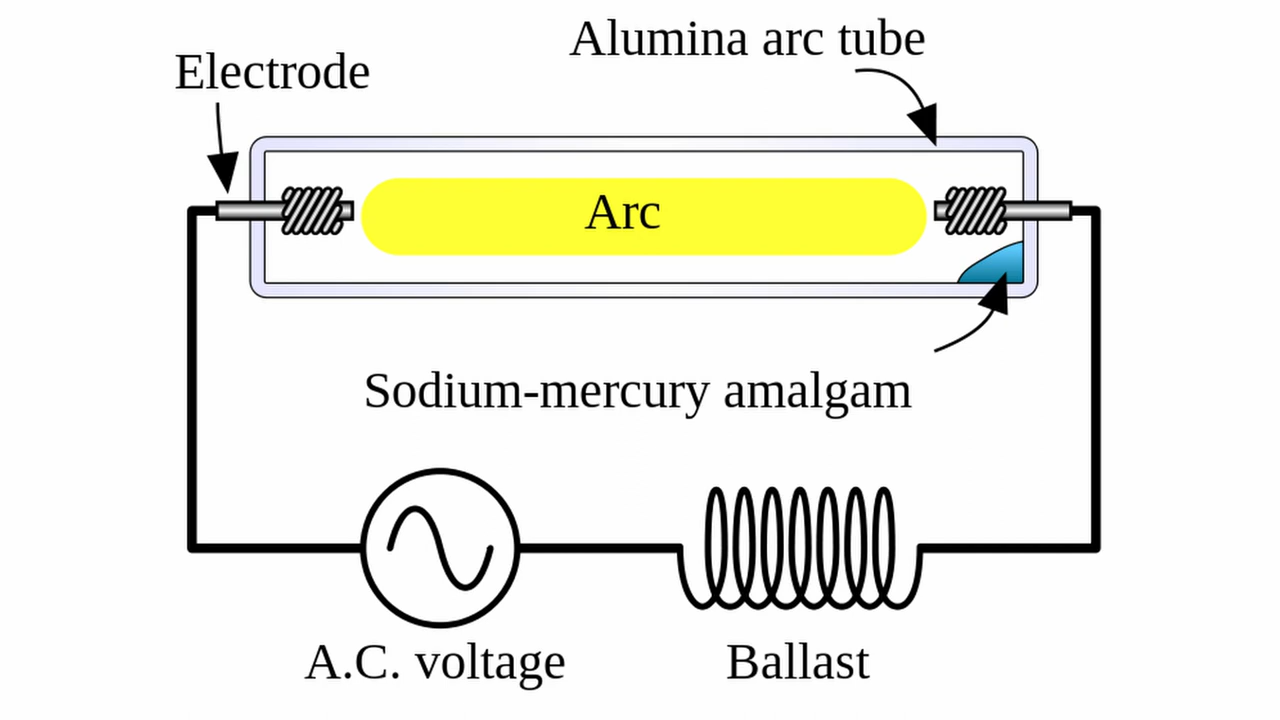 Alumina arc tube
Electrode
Arc
Sodium-mercury amalgam
A.C. voltage
Ballast